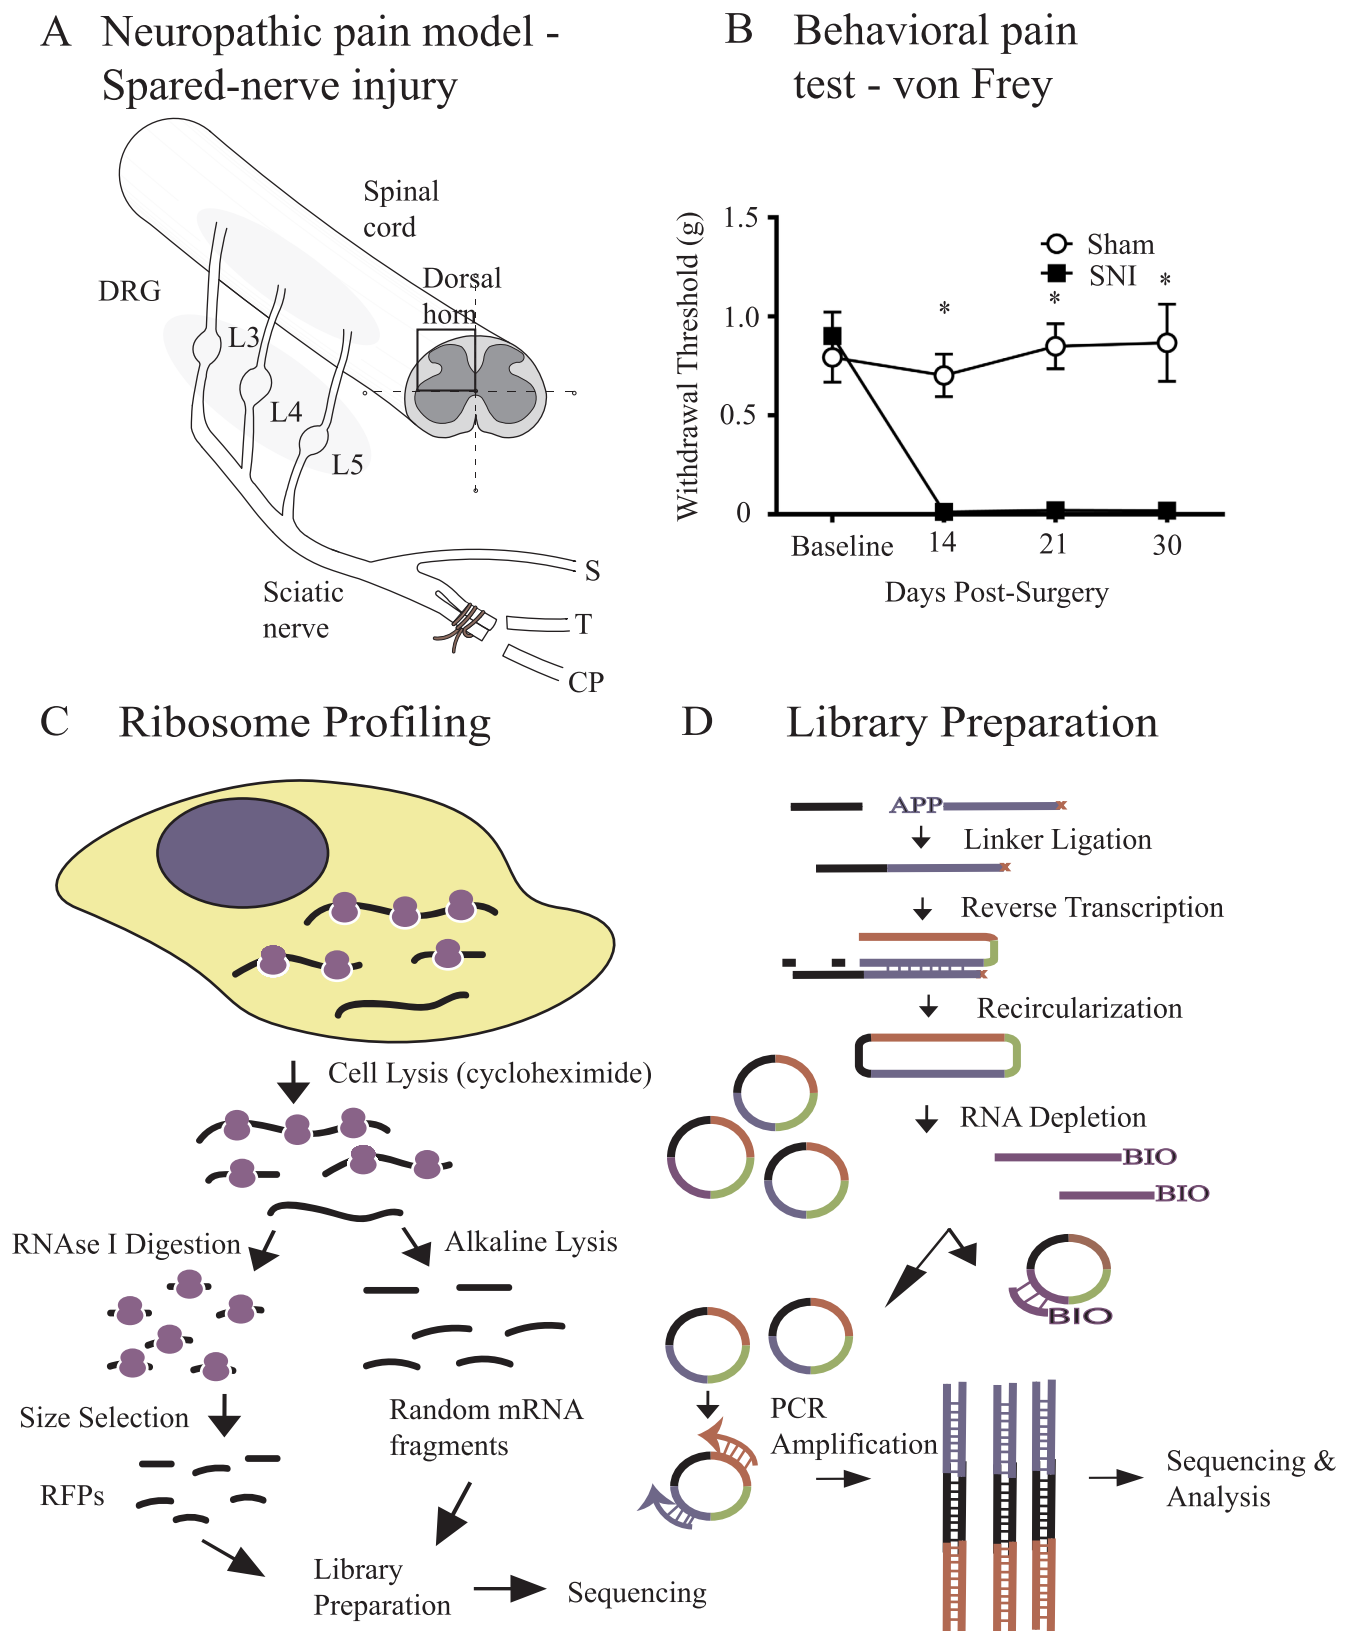 A Neuropathic pain model -
Spared-nerve injury
Spinal
cord
DRG
Dorsal
horn
L3
L4
L5
Sciatic
nerve
S
T
CP
B Behavioral pain
test - von Frey
Withdrawal Threshold (g)
1.5
1.0
0.5
0
Sham
SNI
*
*
*
Baseline 14 21 30
Days Post-Surgery
C Ribosome Profiling
Cell Lysis (cycloheximide)
RNAse I Digestion
Alkaline Lysis
Size Selection
Random mRNA
fragments
RFPs
Library
Preparation
Sequencing
D Library Preparation
APP x
Linker Ligation
x
Reverse Transcription
x
Recircularization
RNA Depletion
BIO
BIO
BIO
PCR
Amplification
Sequencing &
Analysis